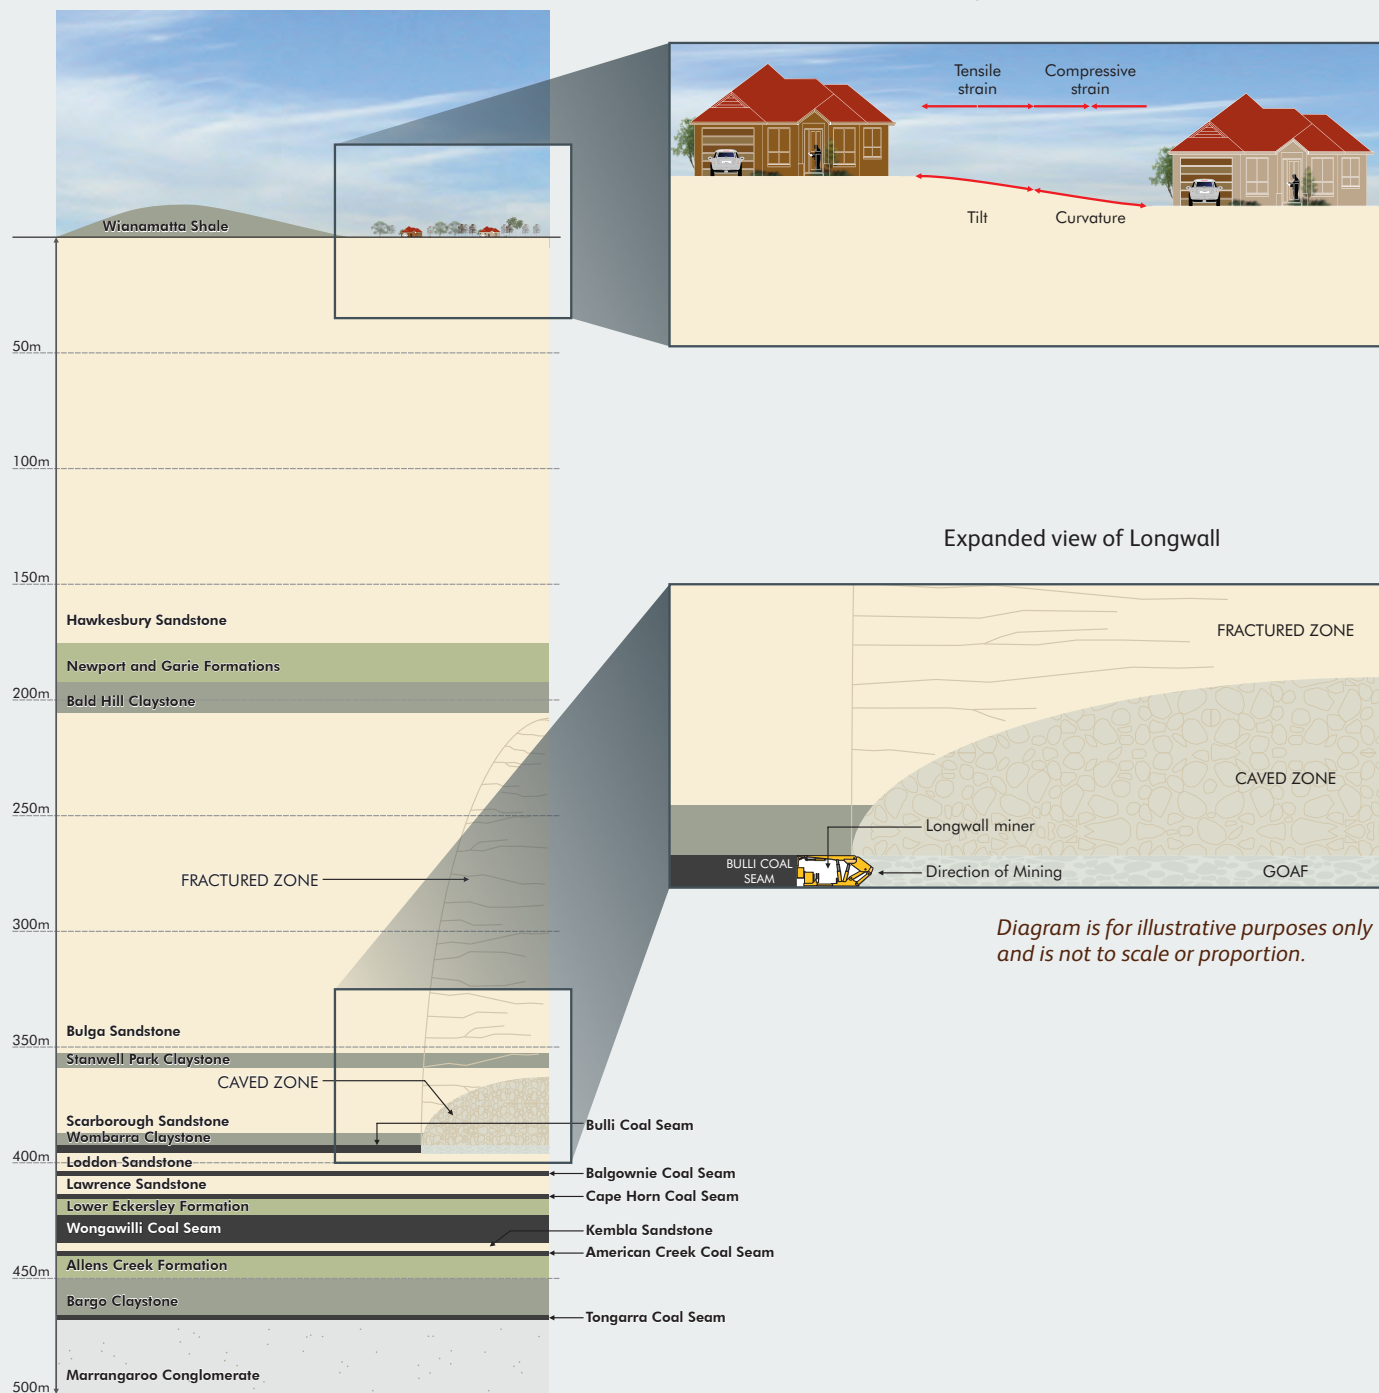 Tensile
strain
Compressive
strain
Tilt
Curvature
Wianamatta Shale
50m
100m
150m
Hawkesbury Sandstone
Newport and Garie Formations
200m
Bald Hill Claystone
250m
FRACTURED ZONE
300m
Bulga Sandstone
350m
Stanwell Park Claystone
CAVED ZONE
Scarborough Sandstone
Wombarra Claystone
Bulli Coal Seam
400m
Loddon Sandstone
Balgownie Coal Seam
Lawrence Sandstone
Cape Horn Coal Seam
Lower Eckersley Formation
Wongawilli Coal Seam
Kembla Sandstone
American Creek Coal Seam
Allens Creek Formation
450m
Bargo Claystone
Tongarra Coal Seam
Marrangaroo Conglomerate
500m
Expanded view of Longwall
FRACTURED ZONE
CAVED ZONE
Longwall miner
BULLI COAL
SEAM
Direction of Mining
GOAF
Diagram is for illustrative purposes only
and is not to scale or proportion.